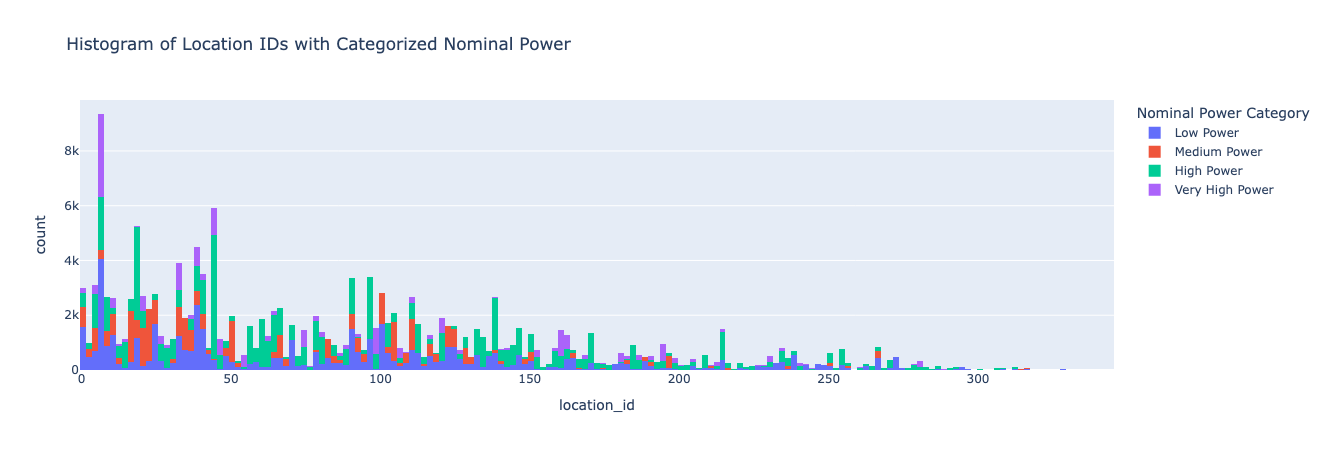 Histogram of Location IDs with Categorized Nominal Power
Nominal Power Category
Low Power
Medium Power
High Power
Very High Power
count
8k
6k
4k
2k
0
0 50 100 150 200 250 300
location_id